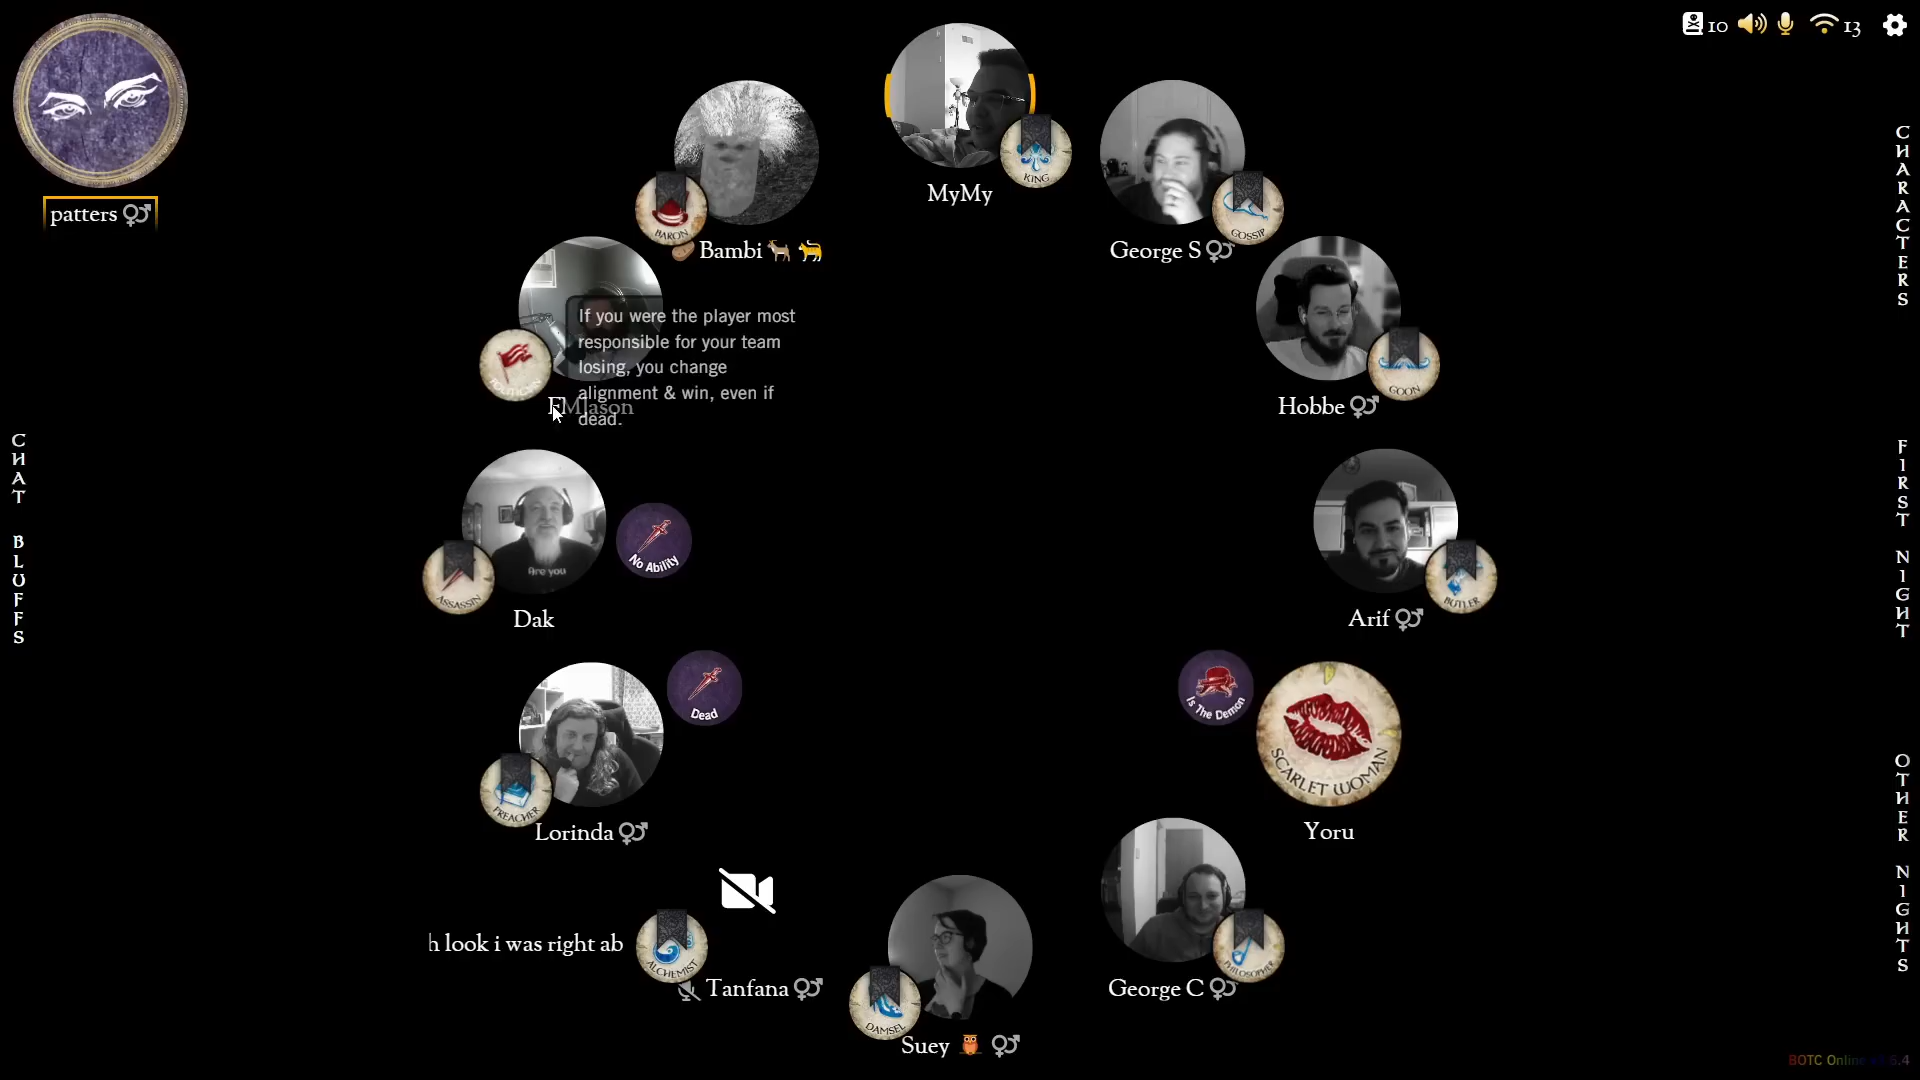 patters
10
13
MyMy
KING
George S
GOSSIP
Bambi
BARON
If you were the player most
responsible for your team
losing, you change
alignment & win, even if
dead.
Hobbe
GOON
Dak
ASSASSIN
Are you
No Ability
Arif
BUTLER
Lorinda
PREACHER
Dead
Is The Demon
SCARLET WOMAN
Yoru
h look i was right ab
ALCHEMIST
Tanfana
DAMSEL
Suey
George C
PHILOSOPHER
CHAT
BLUFFS
CHARACTERS
FIRST NIGHT
OTHER NIGHTS
BOTC Online